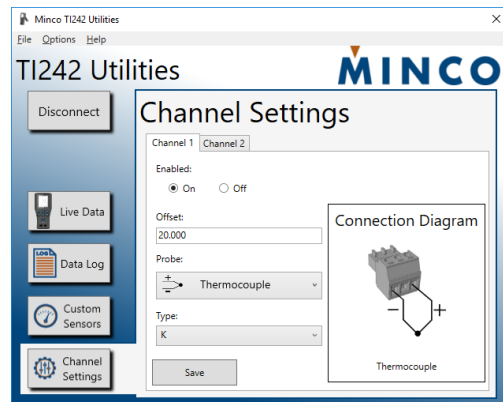 Minco TI242 Utilities
File Options Help
TI242 Utilities
MINCO
Disconnect
Live Data
Data Log
Custom
Sensors
Channel
Settings
Channel Settings
Channel 1 Channel 2
Enabled:
On Off
Offset:
20.000
Probe:
Thermocouple
Type:
K
Save
Connection Diagram
- +
Thermocouple